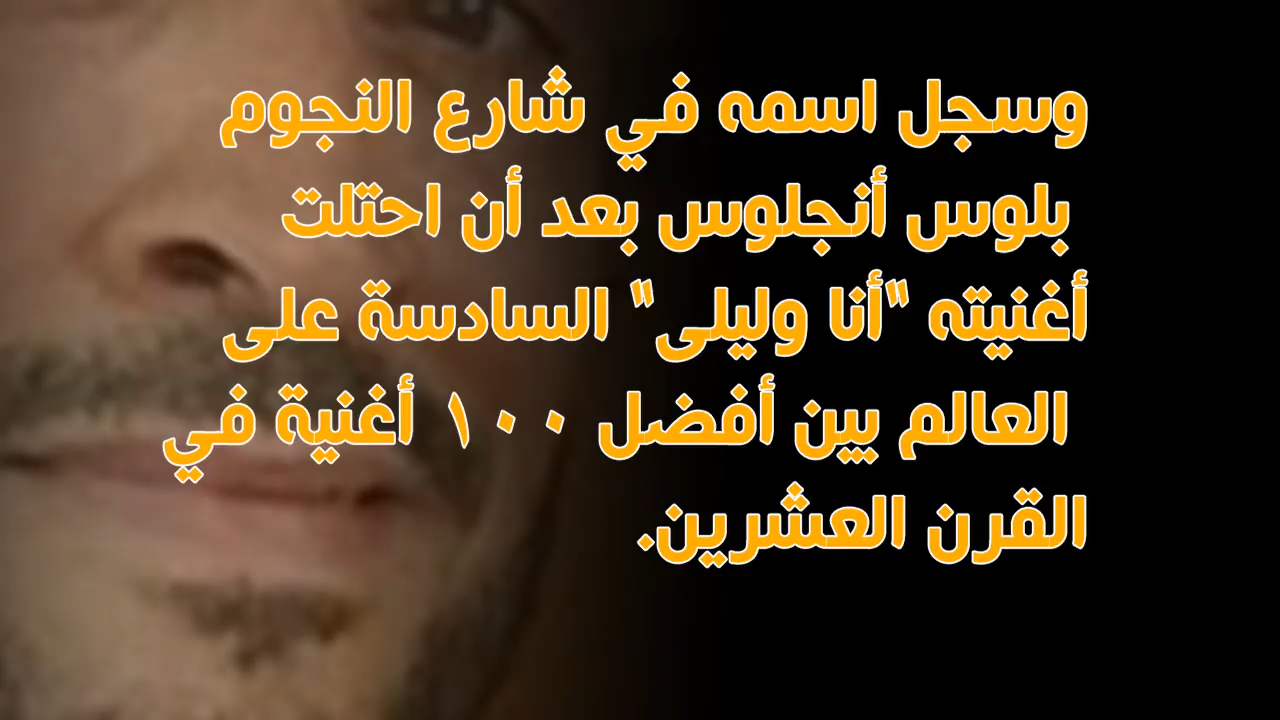 وسجل اسمه في شارع النجوم
بلوس أنجلوس بعد أن احتلت
أغنيته "أنا وليلى" السادسة على
العالم بين أفضل ١٠٠ أغنية في
القرن العشرين.